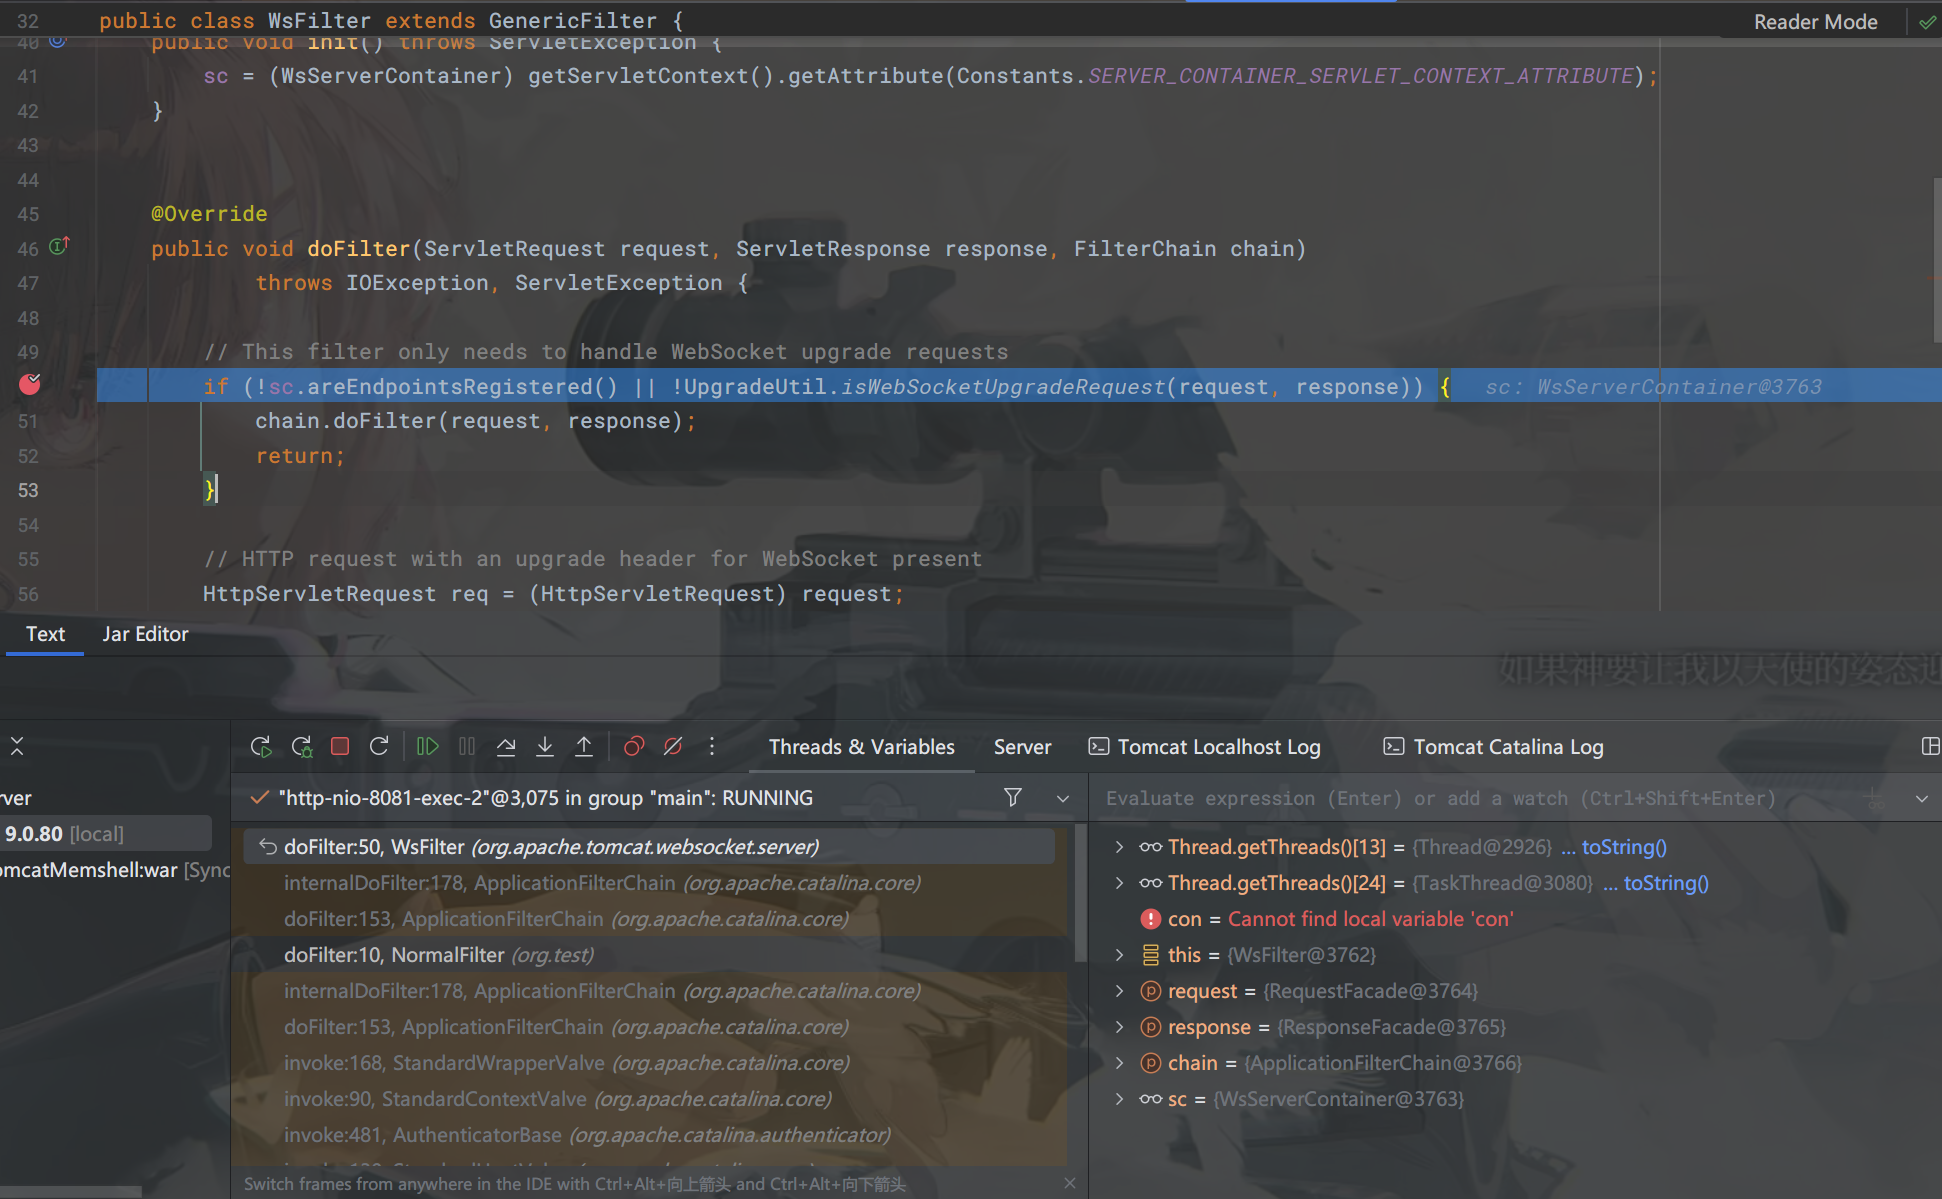 32 public class WsFilter extends GenericFilter {
Reader Mode
40 public void init() throws ServletException {
41 sc = (WsServerContainer) getServletContext().getAttribute(Constants.SERVER_CONTAINER_SERVLET_CONTEXT_ATTRIBUTE);
42 }
43
44
45 @Override
46 public void doFilter(ServletRequest request, ServletResponse response, FilterChain chain)
47 throws IOException, ServletException {
48
49 // This filter only needs to handle WebSocket upgrade requests
if (!sc.areEndpointsRegistered() || !UpgradeUtil.isWebSocketUpgradeRequest(request, response)) { sc: WsServerContainer@3763
51 chain.doFilter(request, response);
52 return;
53 }
54
55 // HTTP request with an upgrade header for WebSocket present
56 HttpServletRequest req = (HttpServletRequest) request;
Text Jar Editor
如果神要让我以天使的姿态
Threads & Variables Server Tomcat Localhost Log Tomcat Catalina Log
rver
9.0.80 [local]
omcatMemshell:war [Sync
"http-nio-8081-exec-2"@3,075 in group "main": RUNNING
doFilter:50, WsFilter (org.apache.tomcat.websocket.server)
internalDoFilter:178, ApplicationFilterChain (org.apache.catalina.core)
doFilter:153, ApplicationFilterChain (org.apache.catalina.core)
doFilter:10, NormalFilter (org.test)
internalDoFilter:178, ApplicationFilterChain (org.apache.catalina.core)
doFilter:153, ApplicationFilterChain (org.apache.catalina.core)
invoke:168, StandardWrapperValve (org.apache.catalina.core)
invoke:90, StandardContextValve (org.apache.catalina.core)
invoke:481, AuthenticatorBase (org.apache.catalina.authenticator)
Switch frames from anywhere in the IDE with Ctrl+Alt+向上箭头 and Ctrl+Alt+向下箭头
Evaluate expression (Enter) or add a watch (Ctrl+Shift+Enter)
Thread.getThreads()[13] = {Thread@2926} ... toString()
Thread.getThreads()[24] = {TaskThread@3080} ... toString()
con = Cannot find local variable 'con'
this = {WsFilter@3762}
request = {RequestFacade@3764}
response = {ResponseFacade@3765}
chain = {ApplicationFilterChain@3766}
sc = {WsServerContainer@3763}